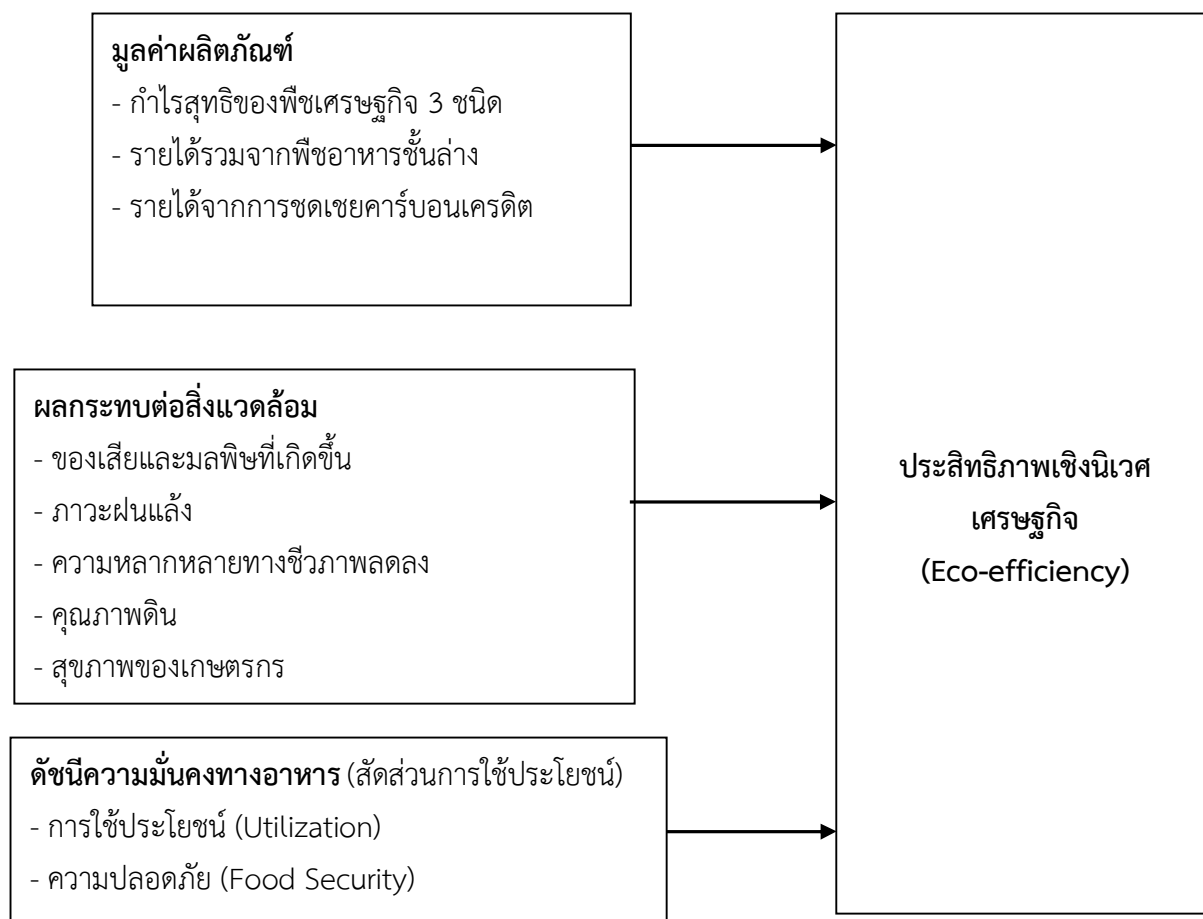 มูลค่าผลิตภัณฑ์
- กำไรสุทธิของพืชเศรษฐกิจ 3 ชนิด
- รายได้รวมจากพืชอาหารชั้นล่าง
- รายได้จากการชดเชยคาร์บอนเครดิต
ผลกระทบต่อสิ่งแวดล้อม
- ของเสียและมลพิษที่เกิดขึ้น
- ภาวะฝนแล้ง
- ความหลากหลายทางชีวภาพลดลง
- คุณภาพดิน
- สุขภาพของเกษตรกร
ดัชนีความมั่นคงทางอาหาร (สัดส่วนการใช้ประโยชน์)
- การใช้ประโยชน์ (Utilization)
- ความปลอดภัย (Food Security)
ประสิทธิภาพเชิงนิเวศ
เศรษฐกิจ
(Eco-efficiency)